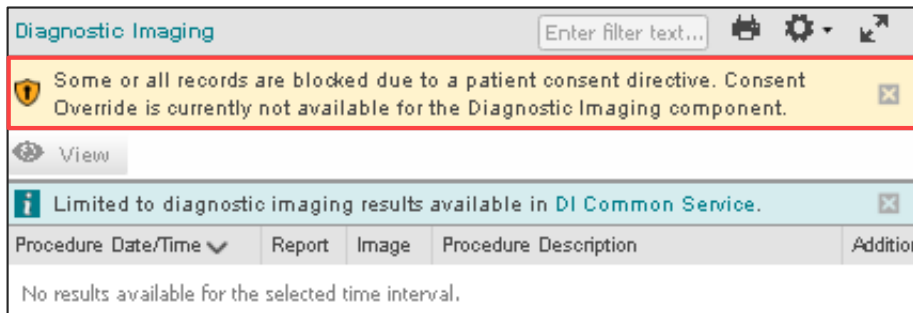 Diagnostic Imaging
Enter filter text...
Some or all records are blocked due to a patient consent directive. Consent
Override is currently not available for the Diagnostic Imaging component.
View
Limited to diagnostic imaging results available in DI Common Service.
Procedure Date/Time Report Image Procedure Description Addition
No results available for the selected time interval.